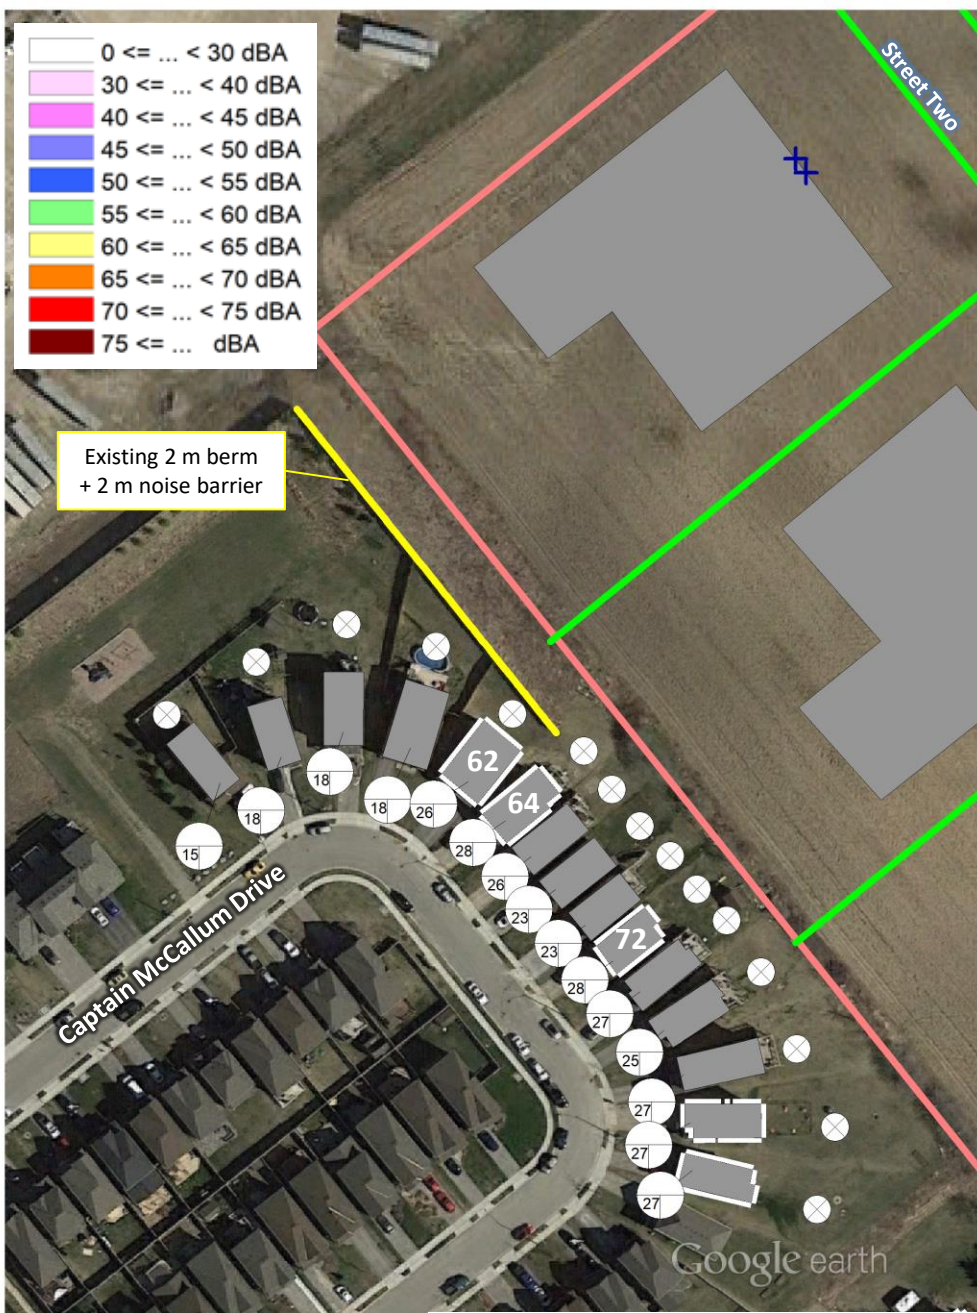 0 <= ... < 30 dBA
30 <= ... < 40 dBA
40 <= ... < 45 dBA
45 <= ... < 50 dBA
50 <= ... < 55 dBA
55 <= ... < 60 dBA
60 <= ... < 65 dBA
65 <= ... < 70 dBA
70 <= ... < 75 dBA
75 <= ... dBA
Street Two
Existing 2 m berm
+ 2 m noise barrier
62
64
72
18
18
18
26
15
28
26
23
23
28
27
25
27
27
27
Captain McCallum Drive
Google earth